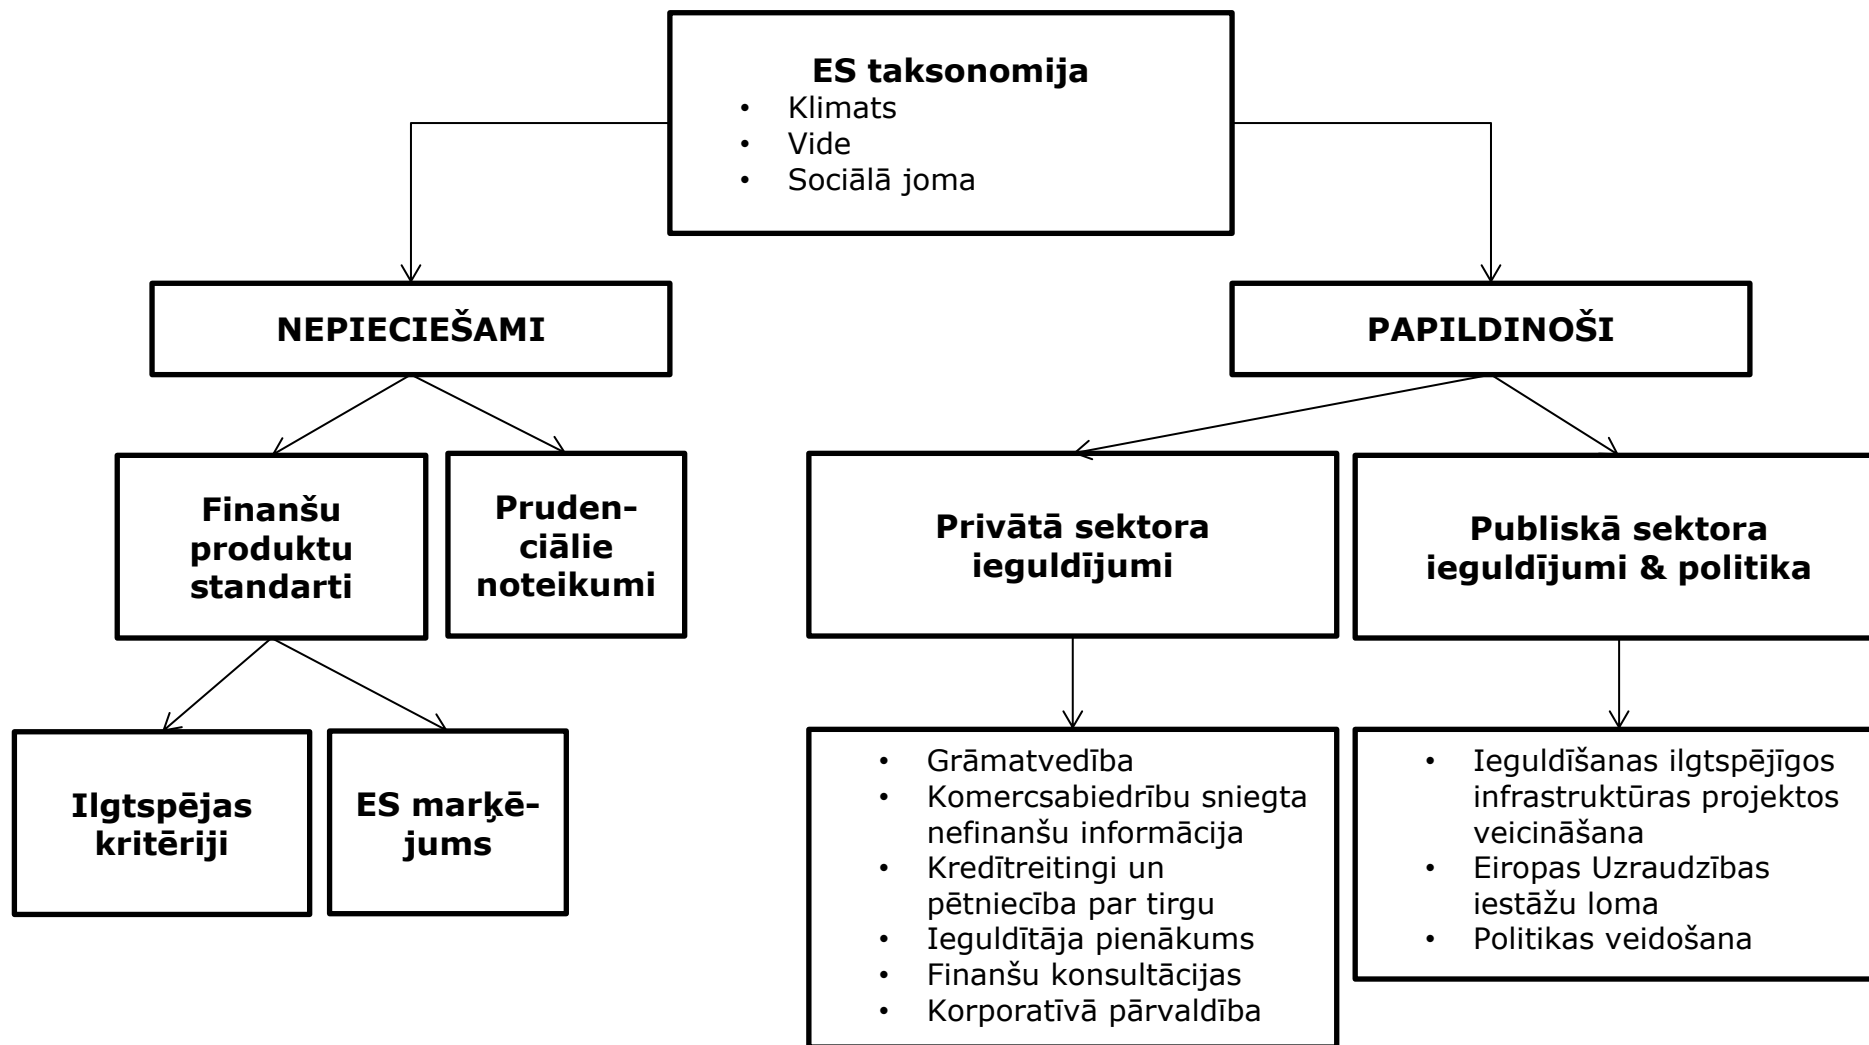 ES taksonomija
• Klimats
• Vide
• Sociālā joma
NEPIECIEŠAMI
PAPILDINOŠI
Finanšu
produktu
standarti
Pruden-
ciālie
noteikumi
Privātā sektora
ieguldījumi
Publiskā sektora
ieguldījumi & politika
Ilgtspējas
kritēriji
ES marķē-
jums
• Grāmatvedība
• Komercsabiedrību sniegta
nefinanšu informācija
• Kredītreitingi un
pētniecība par tirgu
• Ieguldītāja pienākums
• Finanšu konsultācijas
• Korporatīvā pārvaldība
• Ieguldīšanas ilgtspējīgos
infrastruktūras projektos
veicināšana
• Eiropas Uzraudzības
iestāžu loma
• Politikas veidošana